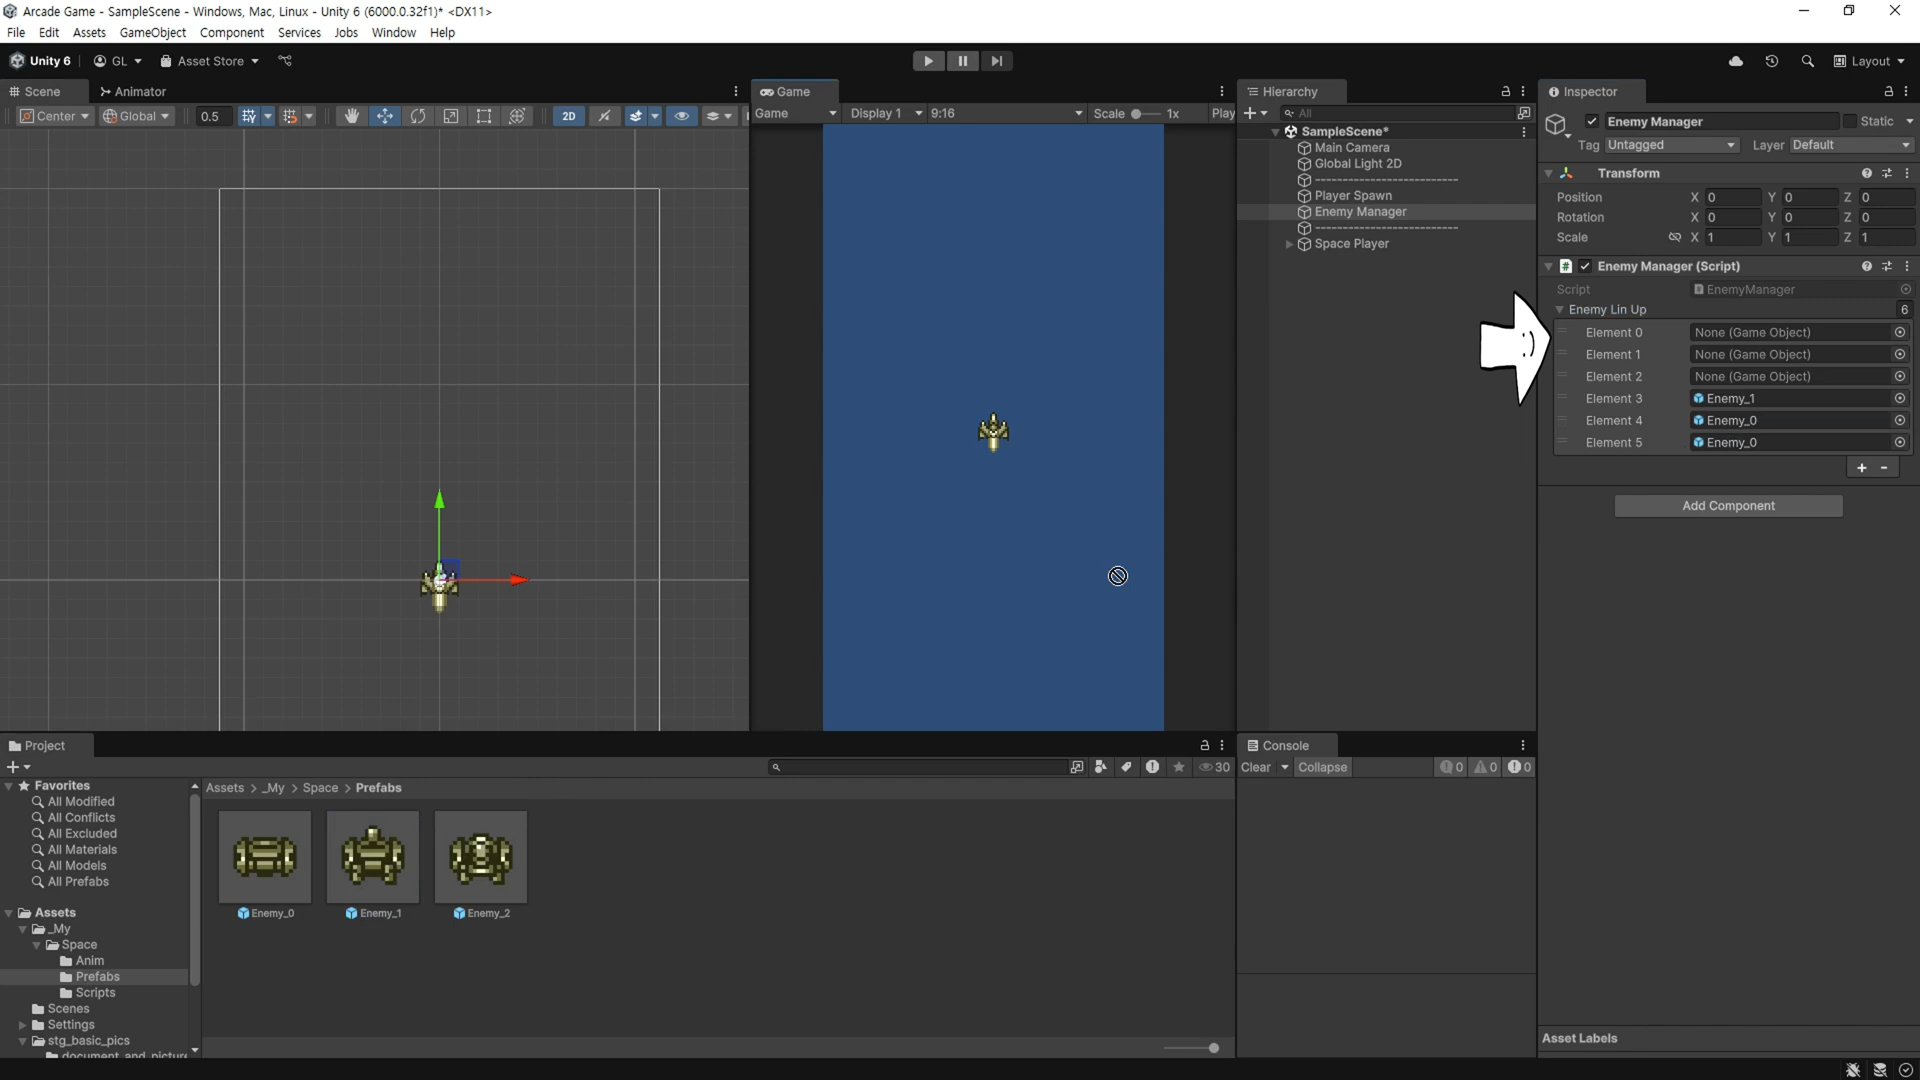 Arcade Game - SampleScene - Windows, Mac, Linux - Unity 6 (6000.0.32f1)* <DX11>
File Edit Assets GameObject Component Services Jobs Window Help
Unity 6 GL Asset Store Layout
Scene Animator
Center Global 0.5 2D
Game
Game Display 1 9:16 Scale 1x Play
Hierarchy
All
SampleScene*
Main Camera
Global Light 2D
--------------------------
Player Spawn
Enemy Manager
--------------------------
Space Player
Inspector
Enemy Manager Static
Tag Untagged Layer Default
Transform
Position X 0 Y 0 Z 0
Rotation X 0 Y 0 Z 0
Scale X 1 Y 1 Z 1
Enemy Manager (Script)
Script EnemyManager
Enemy Lin Up 6
Element 0 None (Game Object)
Element 1 None (Game Object)
Element 2 None (Game Object)
Element 3 Enemy_1
Element 4 Enemy_0
Element 5 Enemy_0
+ -
Add Component
Asset Labels
Project
30
Favorites
All Modified
All Conflicts
All Excluded
All Materials
All Models
All Prefabs
Assets
_My
Space
Anim
Prefabs
Scripts
Scenes
Settings
stg_basic_pics
document_and_picture
Assets > _My > Space > Prefabs
Enemy_0 Enemy_1 Enemy_2
Console
Clear Collapse 0 0 0